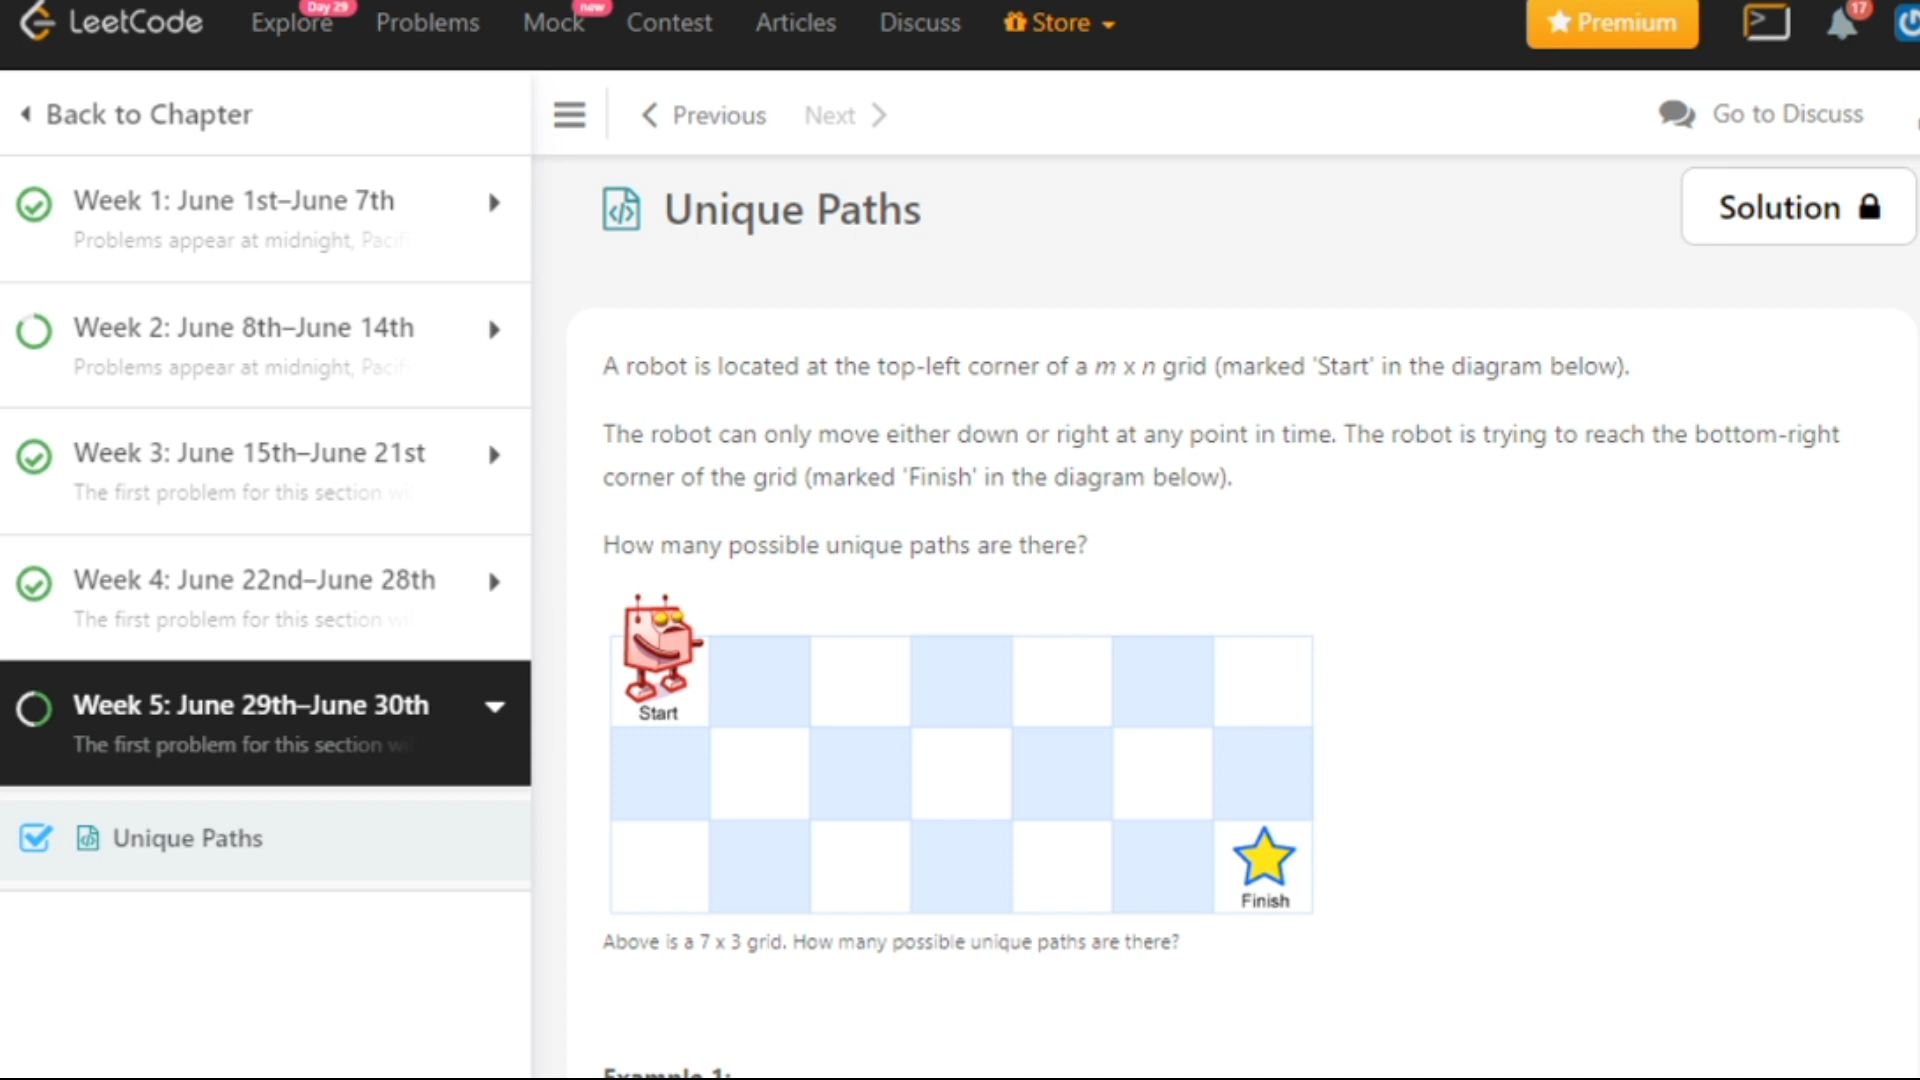 LeetCode
Explore
Day 29
Problems
Mock
new
Contest
Articles
Discuss
Store
Premium
17
Back to Chapter
Previous
Next
Go to Discuss
Week 1: June 1st–June 7th
Problems appear at midnight, Pacifi
Week 2: June 8th–June 14th
Problems appear at midnight, Pacifi
Week 3: June 15th–June 21st
The first problem for this section wi
Week 4: June 22nd–June 28th
The first problem for this section wi
Week 5: June 29th–June 30th
The first problem for this section wi
Unique Paths
Unique Paths
Solution
A robot is located at the top-left corner of a m x n grid (marked 'Start' in the diagram below).
The robot can only move either down or right at any point in time. The robot is trying to reach the bottom-right
corner of the grid (marked 'Finish' in the diagram below).
How many possible unique paths are there?
Start
Finish
Above is a 7 x 3 grid. How many possible unique paths are there?
Example 1: